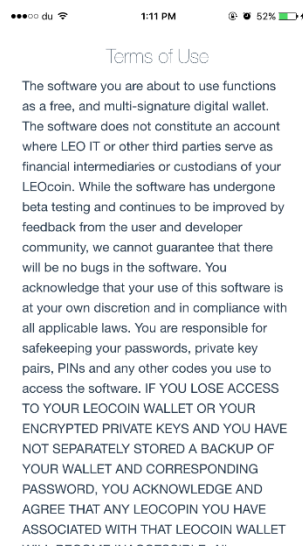 du 1:11 PM 52%
Terms of Use
The software you are about to use functions
as a free, and multi-signature digital wallet.
The software does not constitute an account
where LEO IT or other third parties serve as
financial intermediaries or custodians of your
LEOcoin. While the software has undergone
beta testing and continues to be improved by
feedback from the user and developer
community, we cannot guarantee that there
will be no bugs in the software. You
acknowledge that your use of this software is
at your own discretion and in compliance with
all applicable laws. You are responsible for
safekeeping your passwords, private key
pairs, PINs and any other codes you use to
access the software. IF YOU LOSE ACCESS
TO YOUR LEOCOIN WALLET OR YOUR
ENCRYPTED PRIVATE KEYS AND YOU HAVE
NOT SEPARATELY STORED A BACKUP OF
YOUR WALLET AND CORRESPONDING
PASSWORD, YOU ACKNOWLEDGE AND
AGREE THAT ANY LEOCOPIN YOU HAVE
ASSOCIATED WITH THAT LEOCOIN WALLET